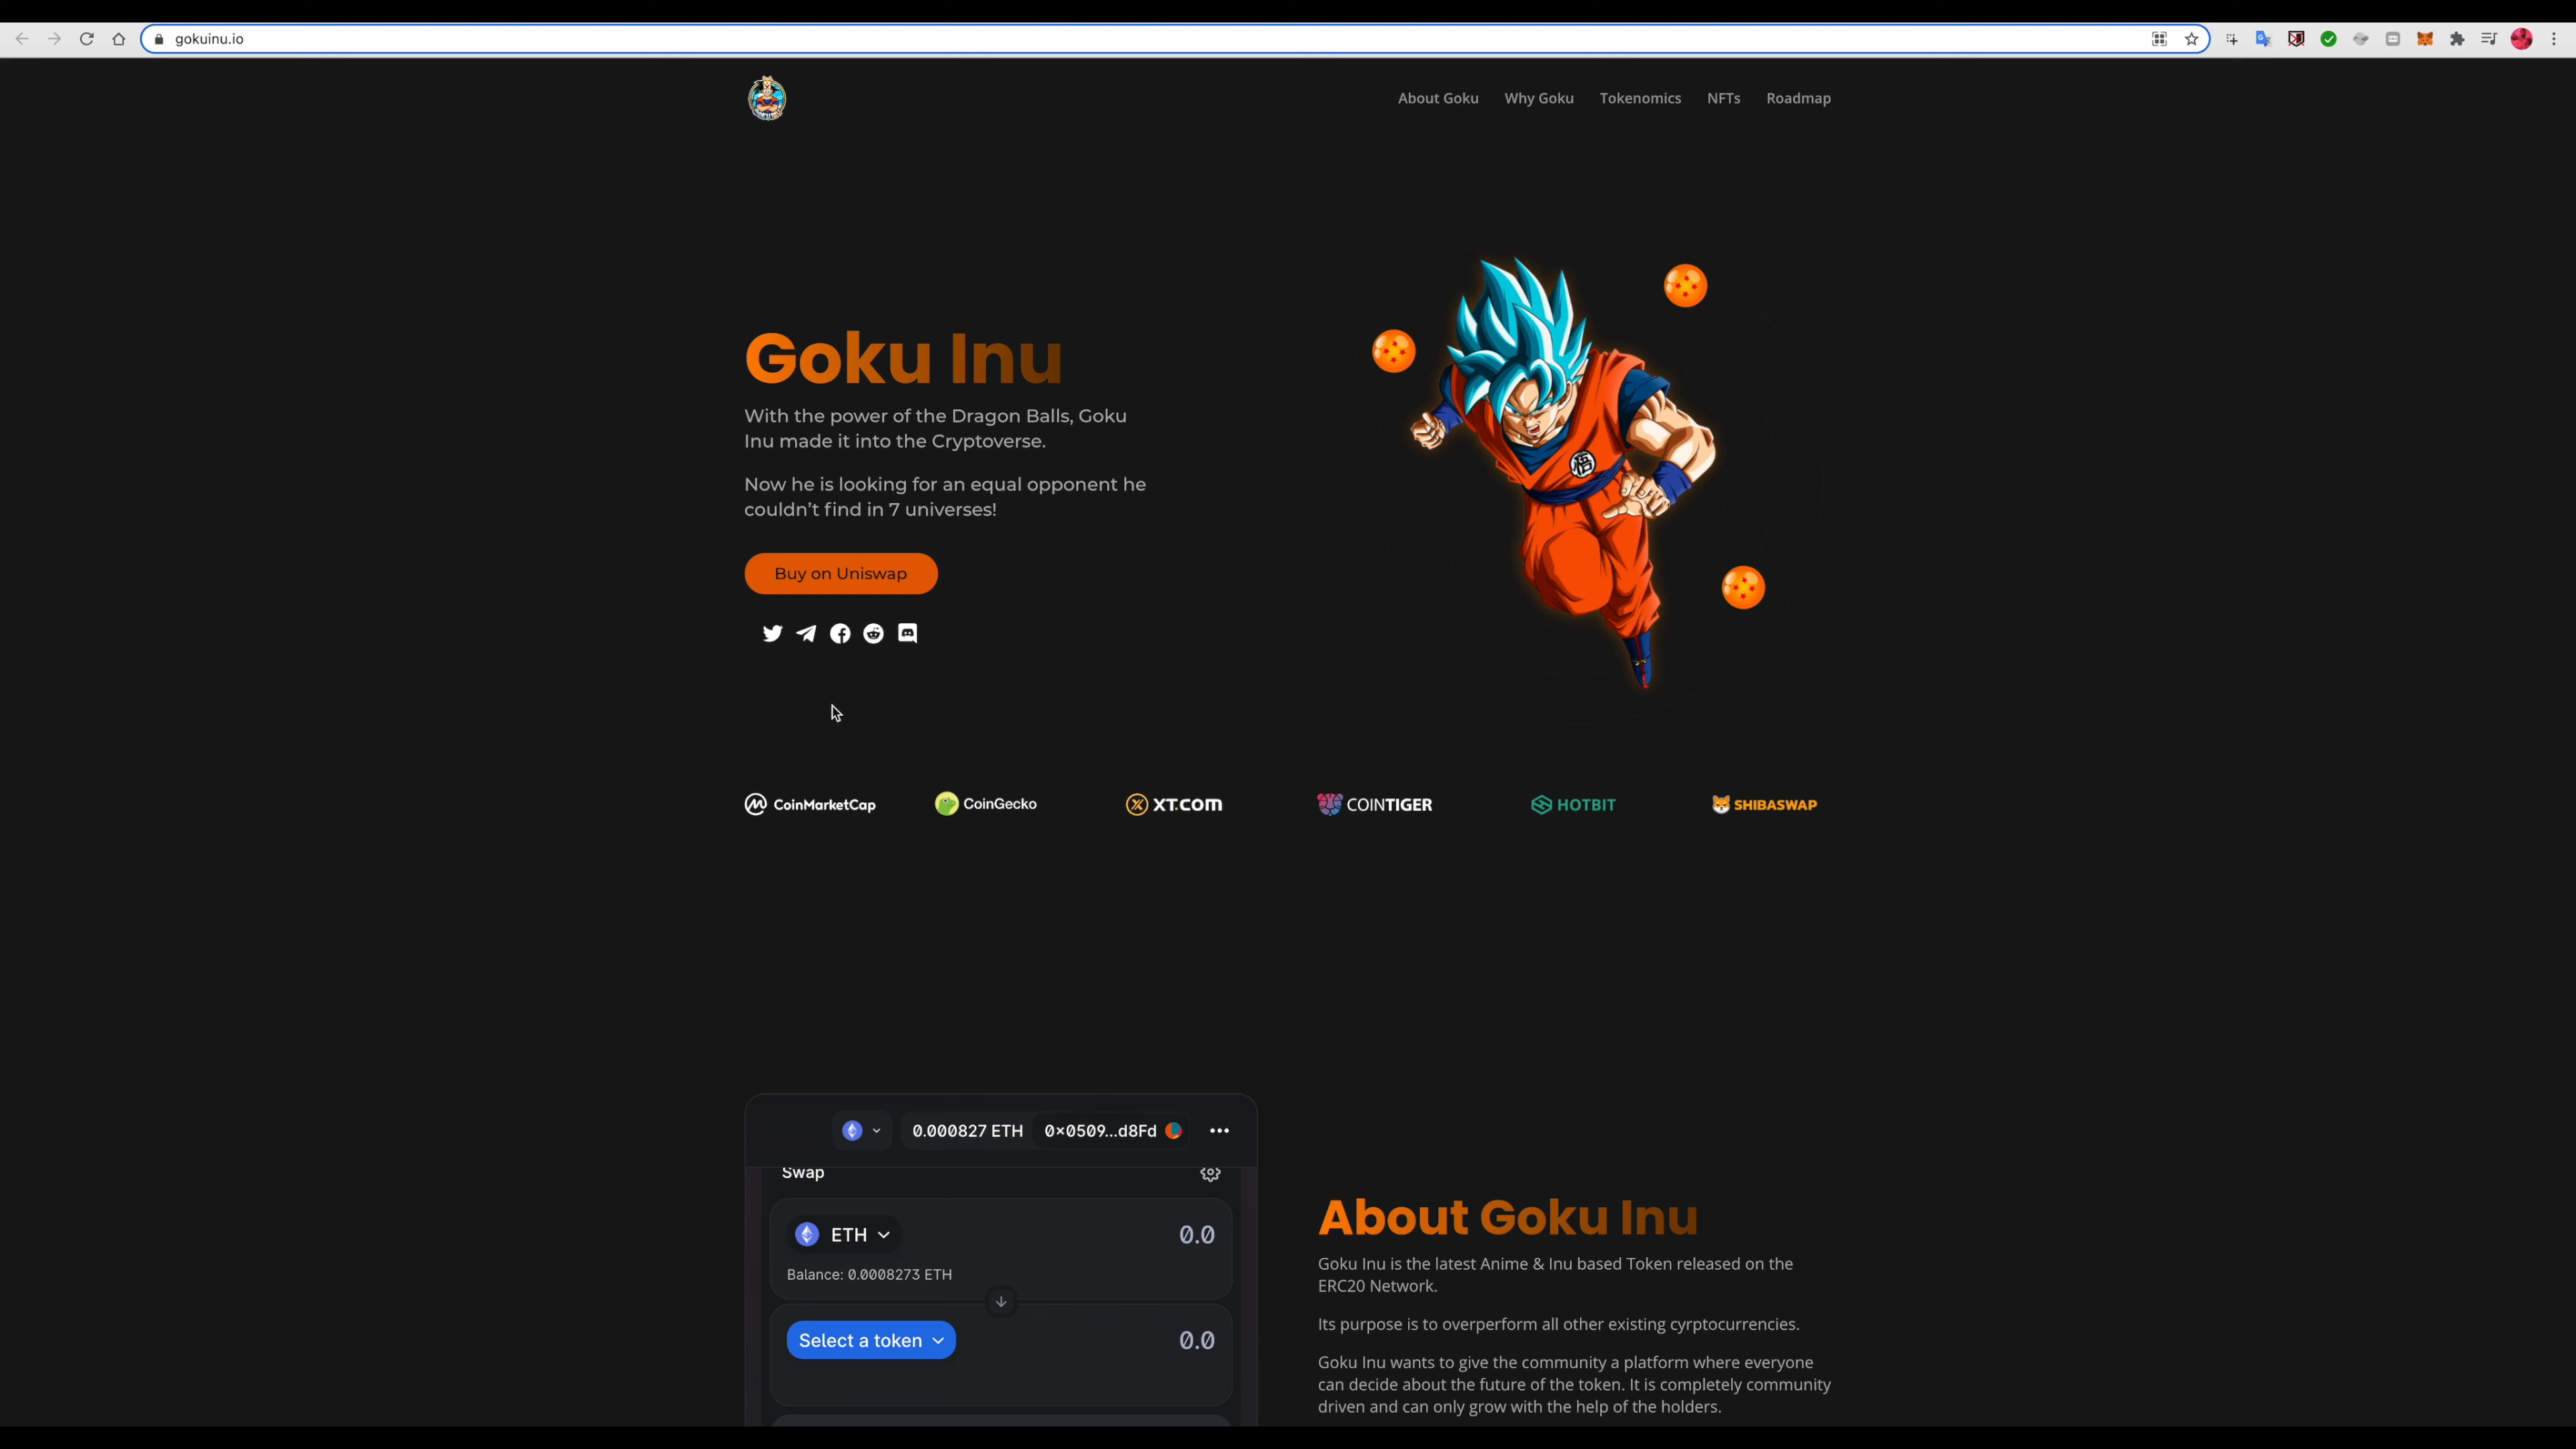 gokuinu.io
About Goku
Why Goku
Tokenomics
NFTs
Roadmap
Goku Inu
With the power of the Dragon Balls, Goku
Inu made it into the Cryptoverse.
Now he is looking for an equal opponent he
couldn't find in 7 universes!
Buy on Uniswap
悟
CoinMarketCap
CoinGecko
XT.COM
COINTIGER
HOTBIT
SHIBASWAP
0.000827 ETH
0x0509...d8Fd
Swap
ETH
0.0
Balance: 0.0008273 ETH
Select a token
0.0
About Goku Inu
Goku Inu is the latest Anime & Inu based Token released on the
ERC20 Network.
Its purpose is to overperform all other existing cyrptocurrencies.
Goku Inu wants to give the community a platform where everyone
can decide about the future of the token. It is completely community
driven and can only grow with the help of the holders.